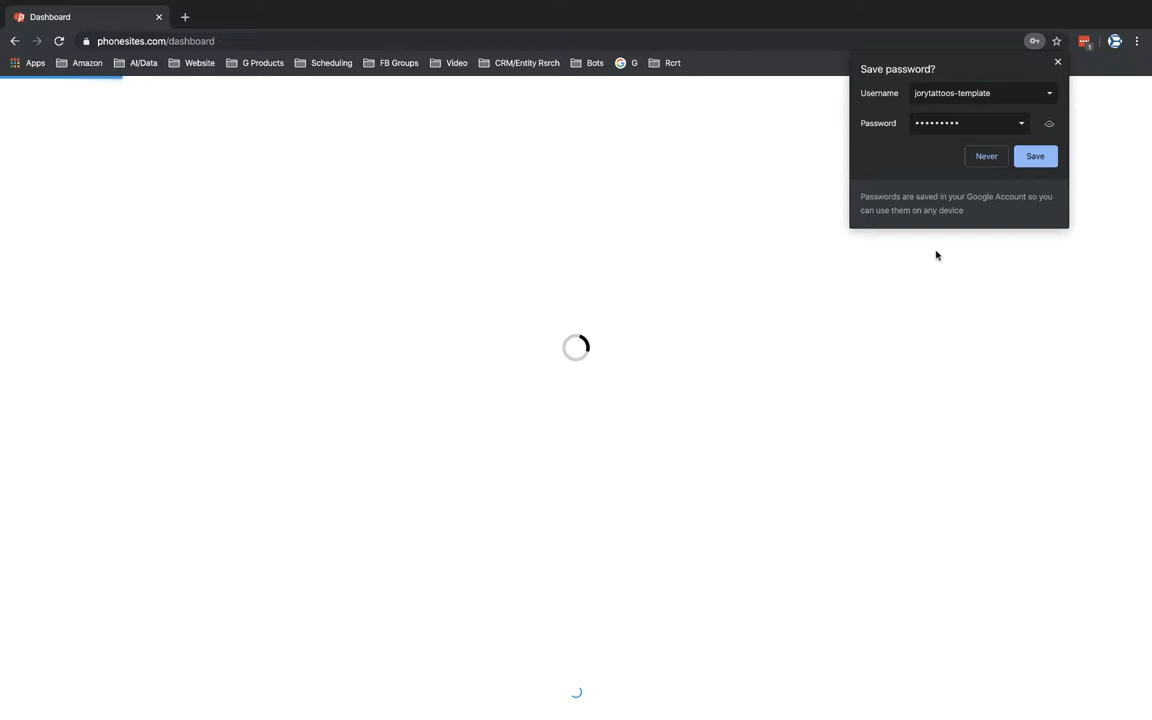 Dashboard
phonesites.com/dashboard
1
Apps Amazon AI/Data Website G Products Scheduling FB Groups Video CRM/Entity Rsrch Bots G Rcrt
Save password?
Username jorytattoos-template
Password •••••••••
Never Save
Passwords are saved in your Google Account so you
can use them on any device